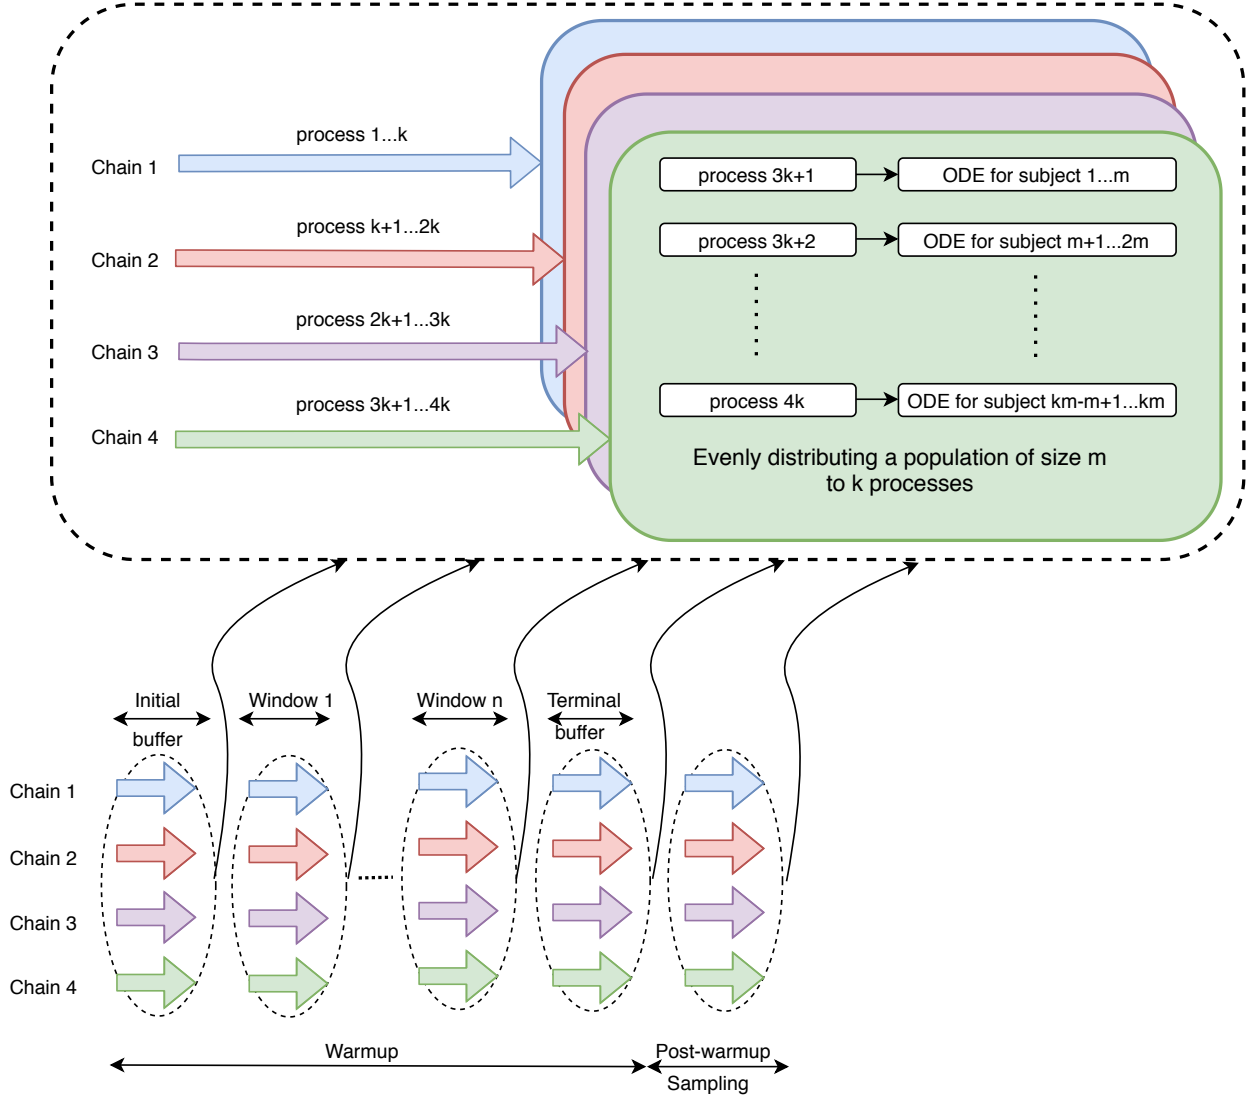 process 1...k
Chain 1
process k+1...2k
Chain 2
process 2k+1...3k
Chain 3
process 3k+1...4k
Chain 4
process 3k+1
ODE for subject 1...m
process 3k+2
ODE for subject m+1...2m
process 4k
ODE for subject km-m+1...km
Evenly distributing a population of size m
to k processes
Initial
buffer
Window 1
Window n
Terminal
buffer
Chain 1
Chain 2
Chain 3
Chain 4
Warmup
Post-warmup
Sampling